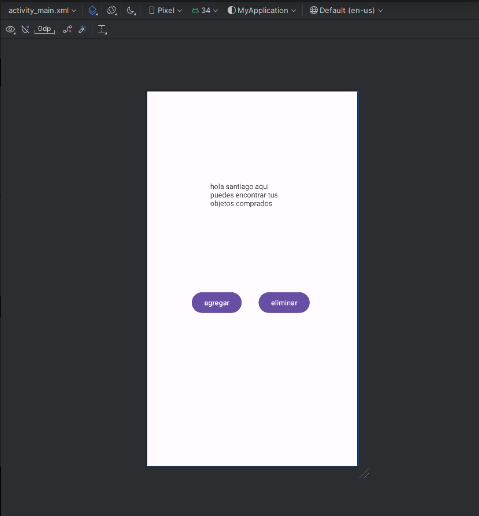 activity_main.xml
Pixel
34
MyApplication
Default (en-us)
0dp
hola santiago aqui
puedes encontrar tus
objetos comprados
agregar
eliminar